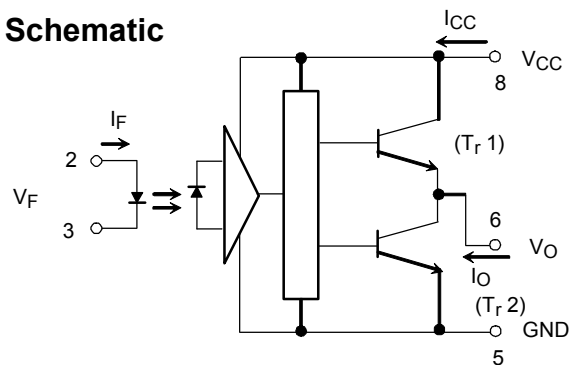 Schematic
ICC
VCC
8
IF
2
(Tr 1)
VF
3
6
VO
IO
(Tr 2)
GND
5